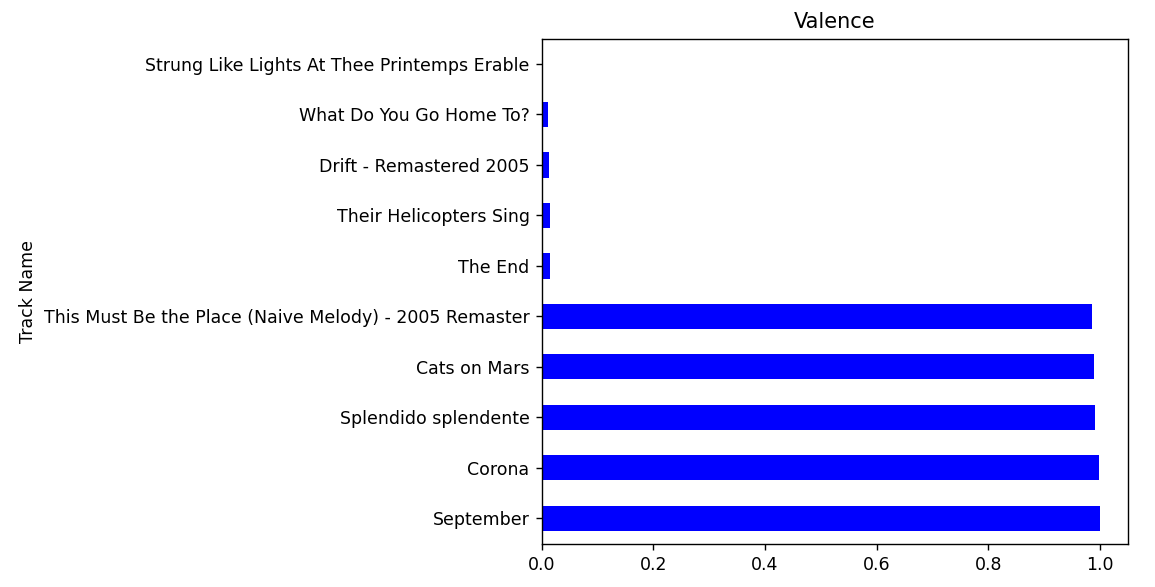 Valence
Track Name
Strung Like Lights At Thee Printemps Erable
What Do You Go Home To?
Drift - Remastered 2005
Their Helicopters Sing
The End
This Must Be the Place (Naive Melody) - 2005 Remaster
Cats on Mars
Splendido splendente
Corona
September
0.0 0.2 0.4 0.6 0.8 1.0